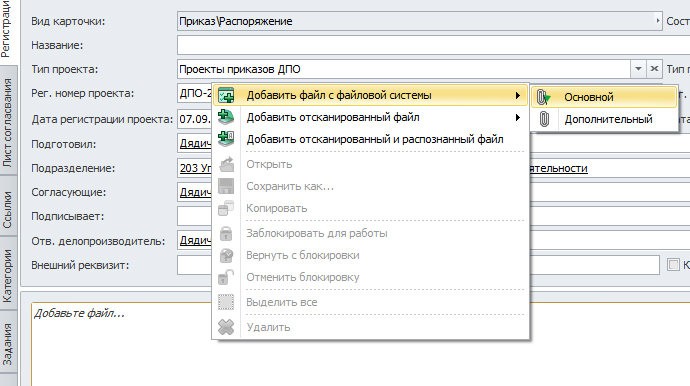 Регистраци
Вид карточки: Приказ\Распоряжение Сост
Название:
Тип проекта: Проекты приказов ДПО Тип п
Рег. номер проекта: ДПО-2 г.
Дата регистрации проекта: 07.09.
Подготовил: Дядич
Подразделение: 203 Уп ятельности
Согласующие: Дядич
Подписывает:
Отв. делопроизводитель: Дядич
Внешний реквизит: К
Добавьте файл...
Лист согласвания
Ссылки
Категории
Задания
Добавить файл с файловой системы
Добавить отсканированный файл
Добавить отсканированный и распознанный файл
Открыть
Сохранить как...
Копировать
Заблокировать для работы
Вернуть с блокировки
Отменить блокировку
Выделить все
Удалить
Основной
Дополнительный